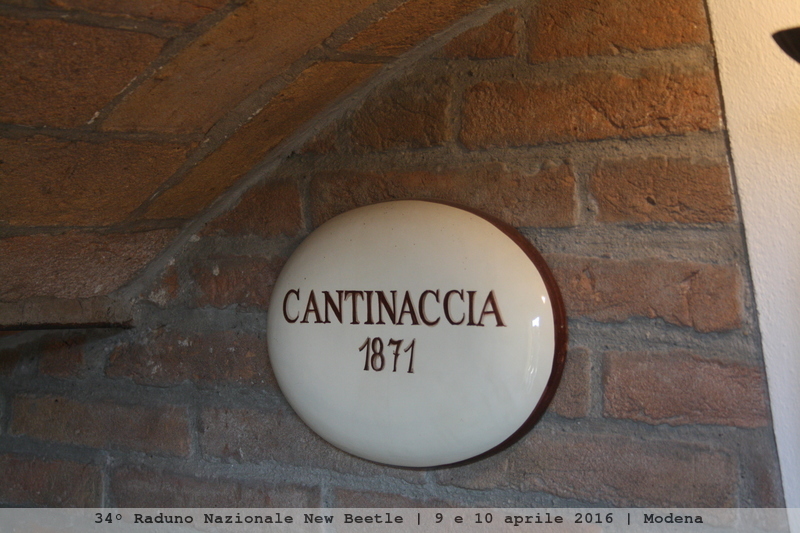 CANTINACCIA
1871
34° Raduno Nazionale New Beetle | 9 e 10 aprile 2016 | Modena